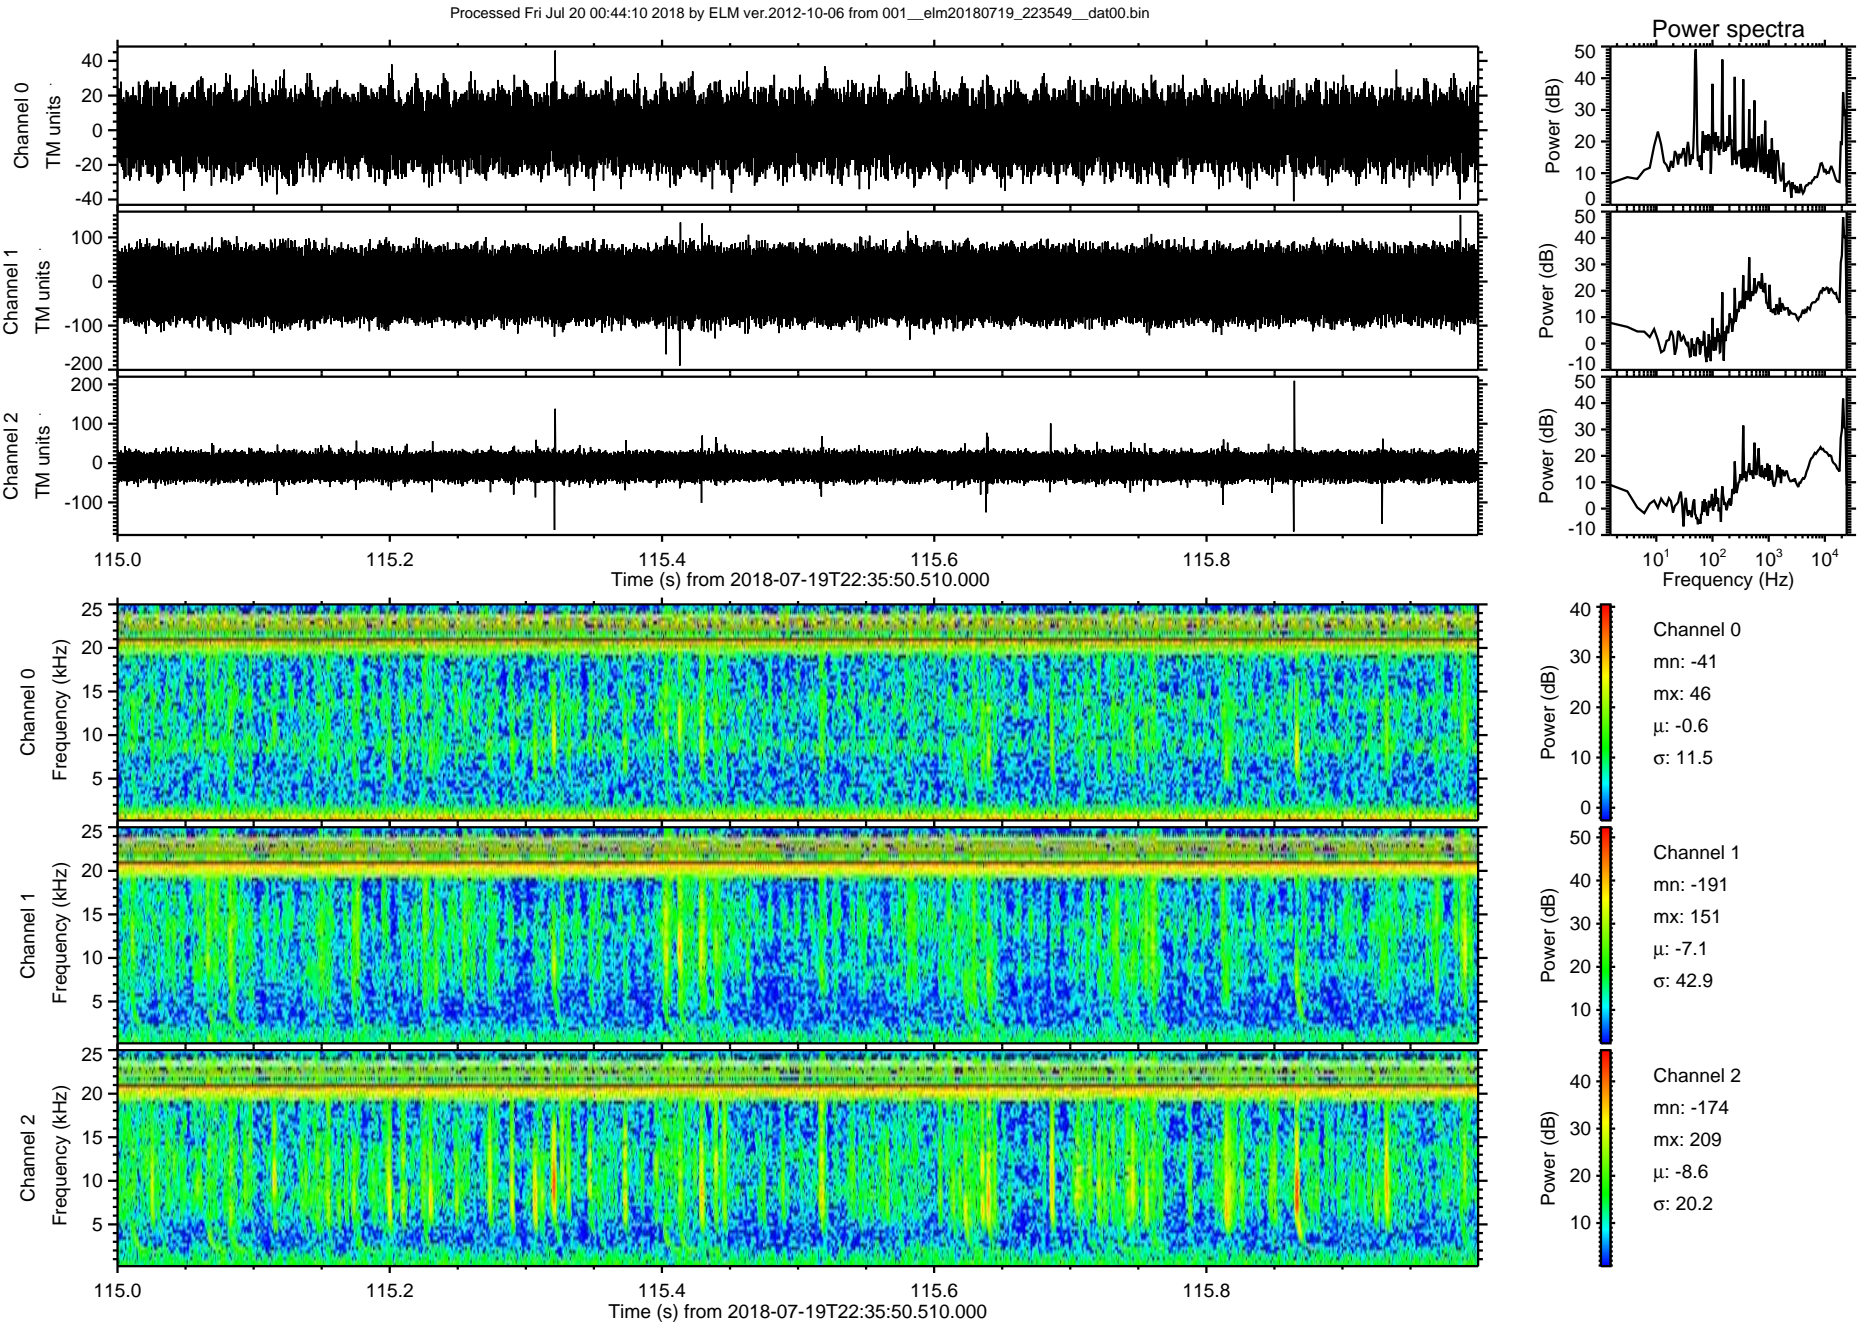 Processed Fri Jul 20 00:44:10 2018 by ELM ver.2012-10-06 from 001__elm20180719_223549__dat00.bin
Power spectra
Channel 0
TM units
40
20
0
-20
-40
Power (dB)
50
40
30
20
10
0
Channel 1
TM units
100
0
-100
-200
Power (dB)
50
40
30
20
10
0
-10
Channel 2
TM units
200
100
0
-100
Power (dB)
50
40
30
20
10
0
-10
115.0 115.2 115.4 115.6 115.8
Time (s) from 2018-07-19T22:35:50.510.000
10¹ 10² 10³ 10⁴
Frequency (Hz)
Channel 0
Frequency (kHz)
25
20
15
10
5
Power (dB)
40
30
20
10
0
Channel 0
mn: -41
mx: 46
μ: -0.6
σ: 11.5
Channel 1
Frequency (kHz)
25
20
15
10
5
Power (dB)
50
40
30
20
10
Channel 1
mn: -191
mx: 151
μ: -7.1
σ: 42.9
Channel 2
Frequency (kHz)
25
20
15
10
5
Power (dB)
40
30
20
10
Channel 2
mn: -174
mx: 209
μ: -8.6
σ: 20.2
115.0 115.2 115.4 115.6 115.8
Time (s) from 2018-07-19T22:35:50.510.000